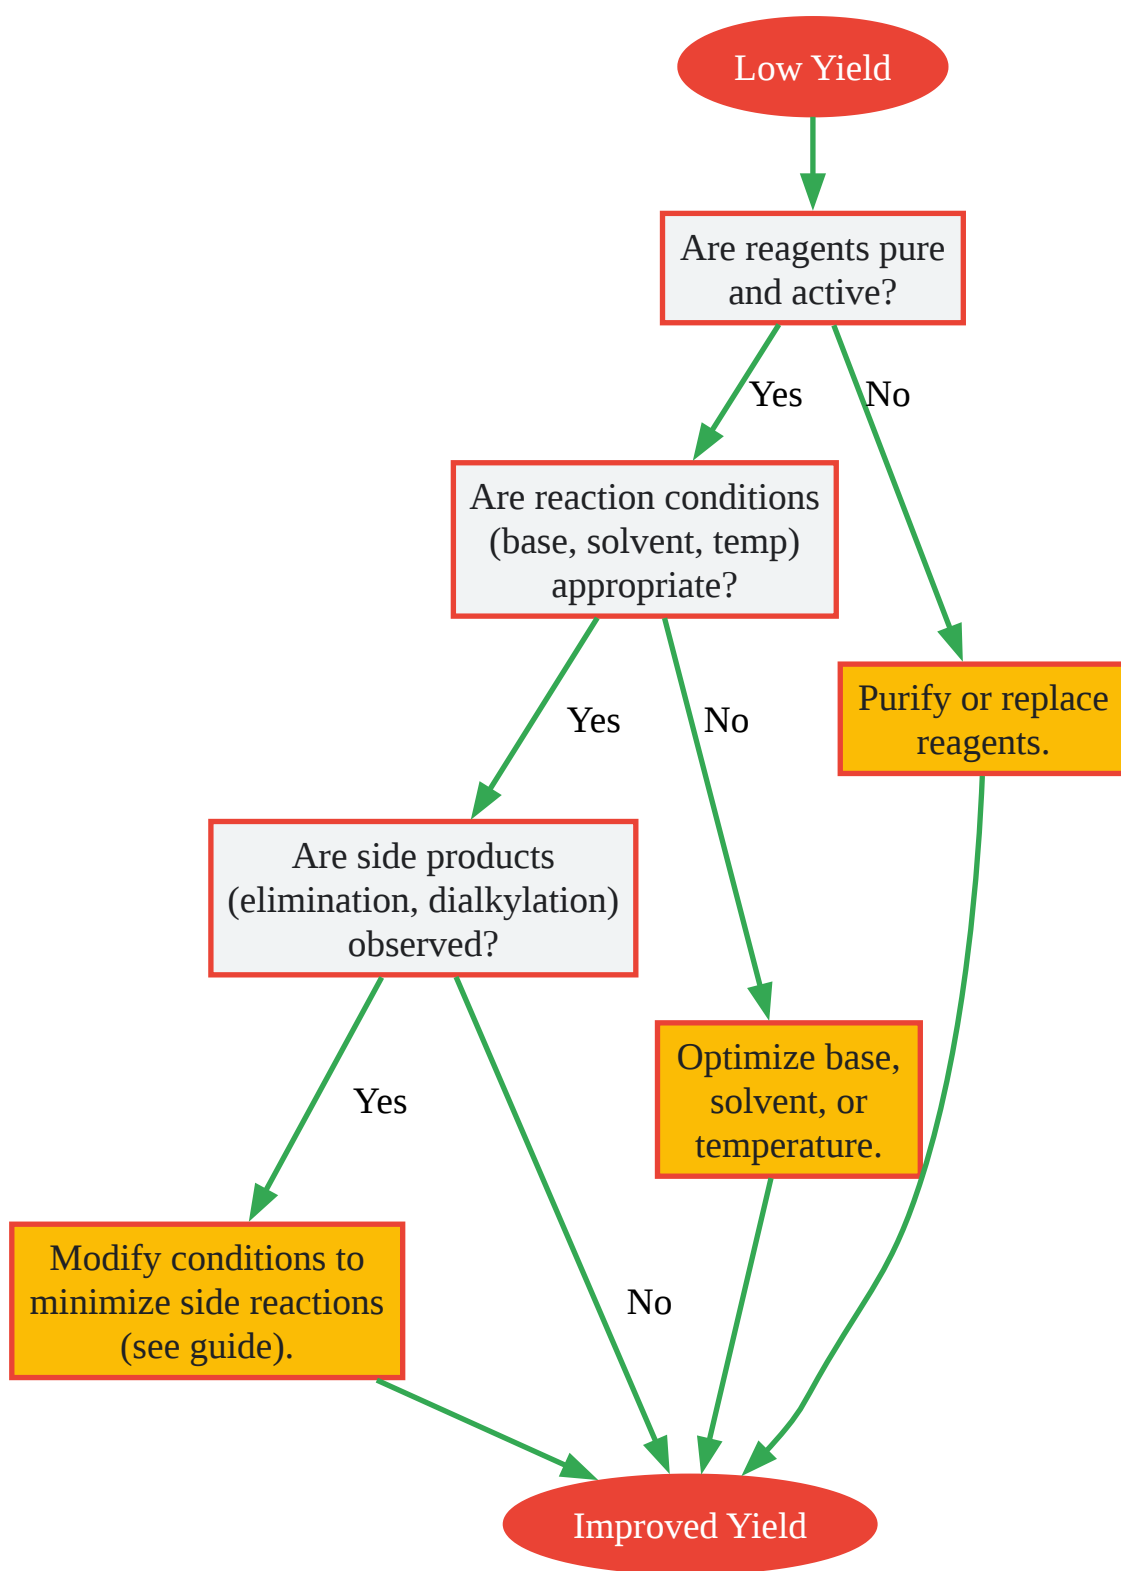 Low Yield
Are reagents pure
and active?
Yes
No
Are reaction conditions
(base, solvent, temp)
appropriate?
Purify or replace
reagents.
Yes
No
Are side products
(elimination, dialkylation)
observed?
Optimize base,
solvent, or
temperature.
Yes
Modify conditions to
minimize side reactions
(see guide).
No
Improved Yield